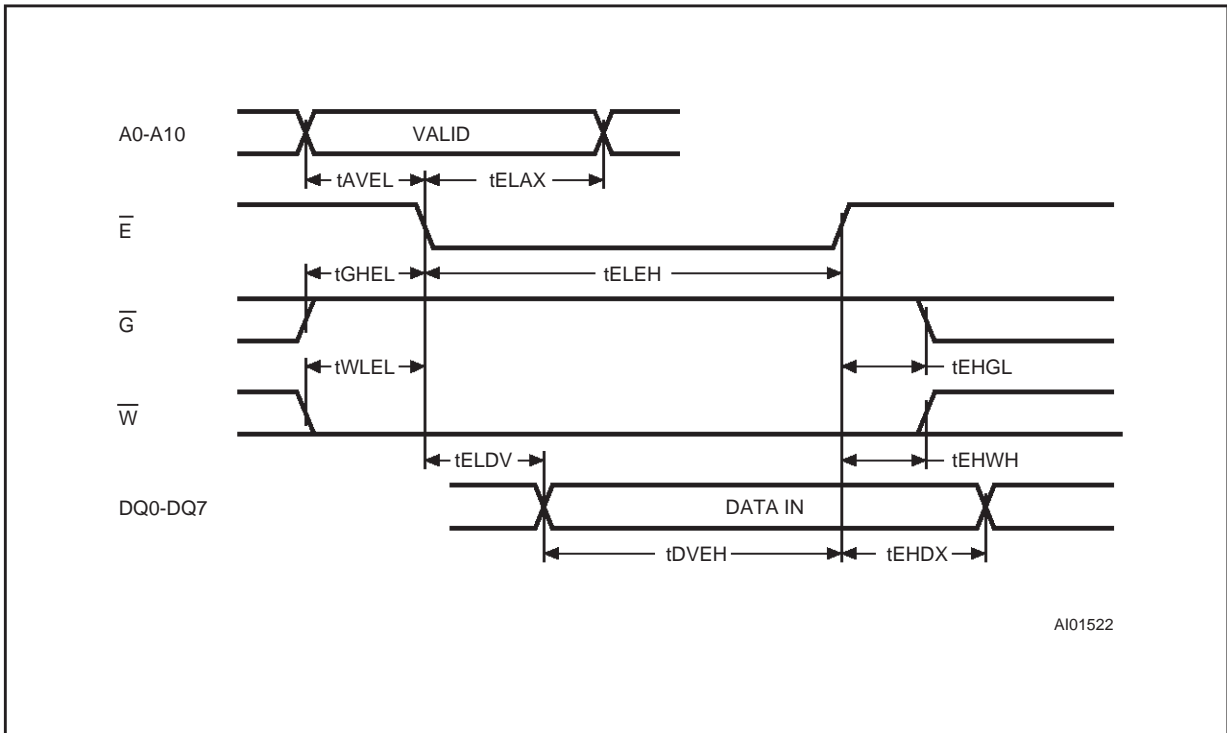 A0-A10
VALID
tAVEL
tELAX
E̅
tGHEL
tELEH
G̅
tWLEL
tEHGL
W̅
tELDV
tEHWH
DQ0-DQ7
DATA IN
tDVEH
tEHDX
AI01522